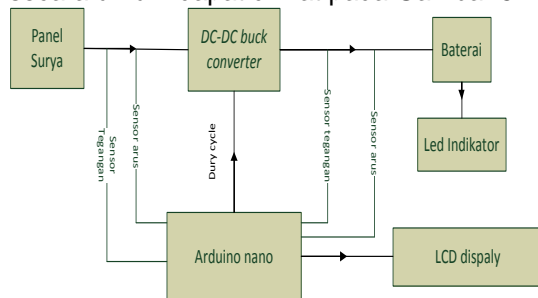 Panel
Surya
DC-DC buck
converter
Baterai
Led Indikator
Sensor
Tegangan
Sensor arus
Dury cycle
Sensor tegangan
Sensor arus
Arduino nano
LCD dispaly